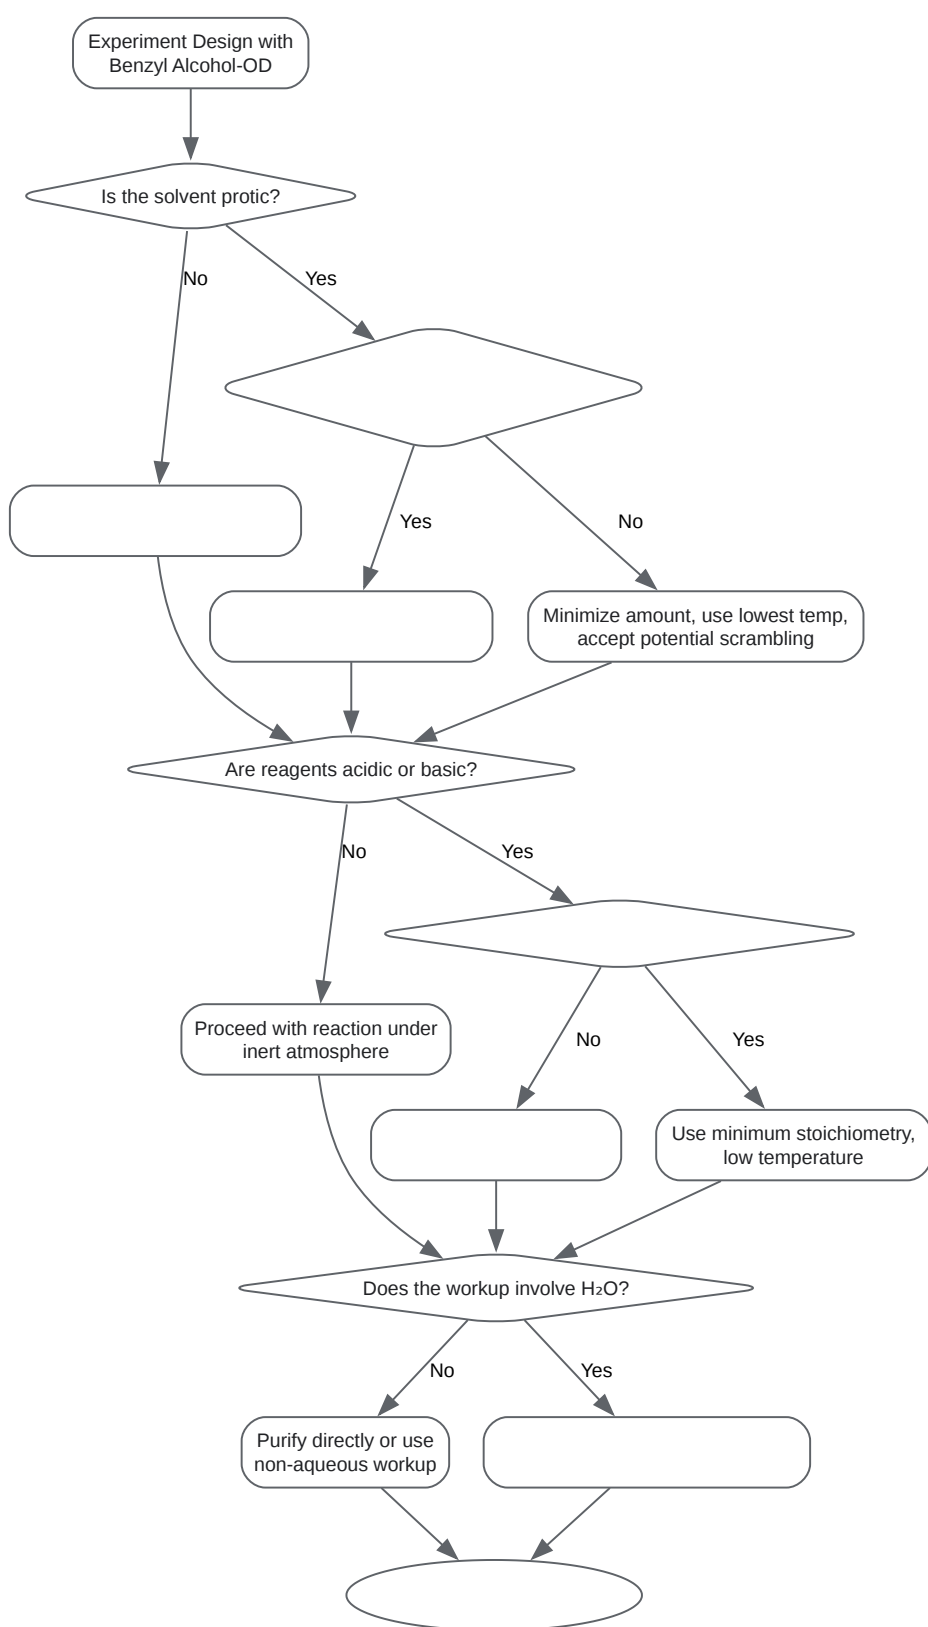 Experiment Design with
Benzyl Alcohol-OD
Is the solvent protic?
No
Yes
Yes
No
Minimize amount, use lowest temp,
accept potential scrambling
Are reagents acidic or basic?
No
Yes
Proceed with reaction under
inert atmosphere
No
Yes
Use minimum stoichiometry,
low temperature
Does the workup involve H₂O?
No
Yes
Purify directly or use
non-aqueous workup